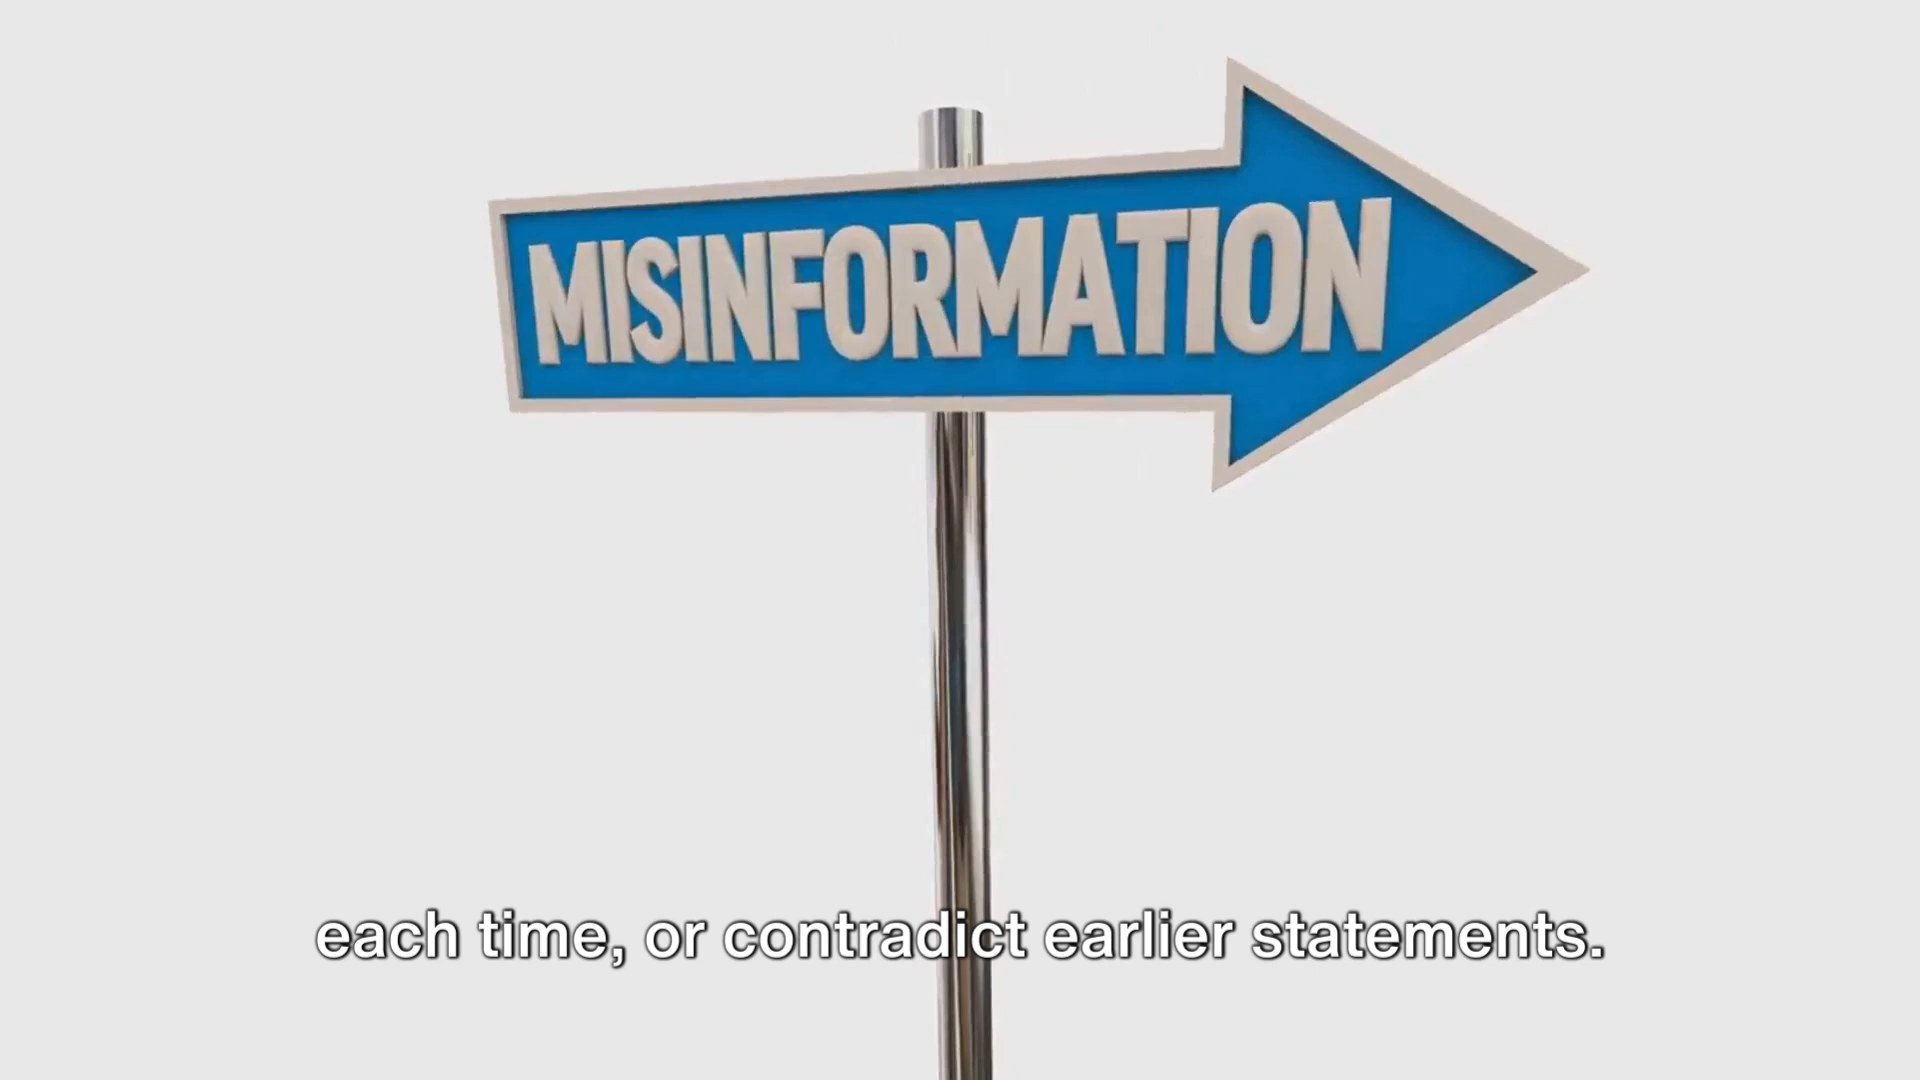 MISINFORMATION
each time, or contradict earlier statements.